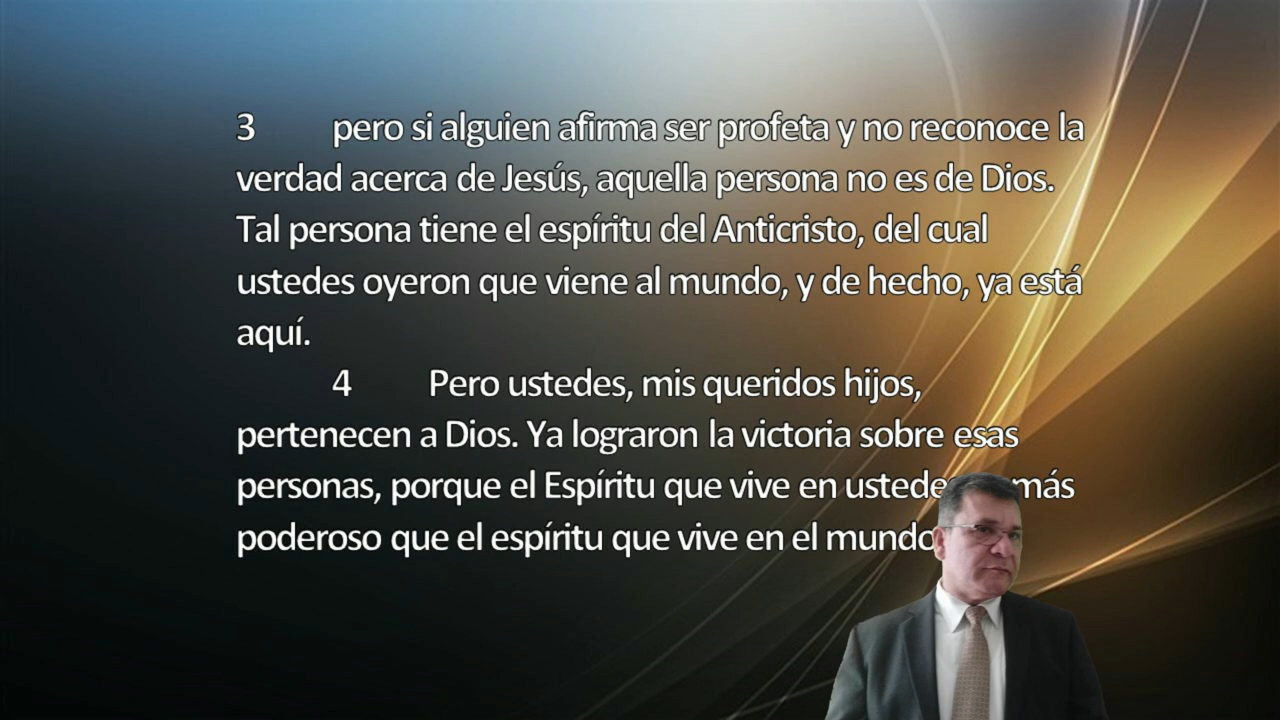 3 pero si alguien afirma ser profeta y no reconoce la
verdad acerca de Jesús, aquella persona no es de Dios.
Tal persona tiene el espíritu del Anticristo, del cual
ustedes oyeron que viene al mundo, y de hecho, ya está
aquí.
4 Pero ustedes, mis queridos hijos,
pertenecen a Dios. Ya lograron la victoria sobre esas
personas, porque el Espíritu que vive en más
poderoso que el espíritu que vive en el mundo